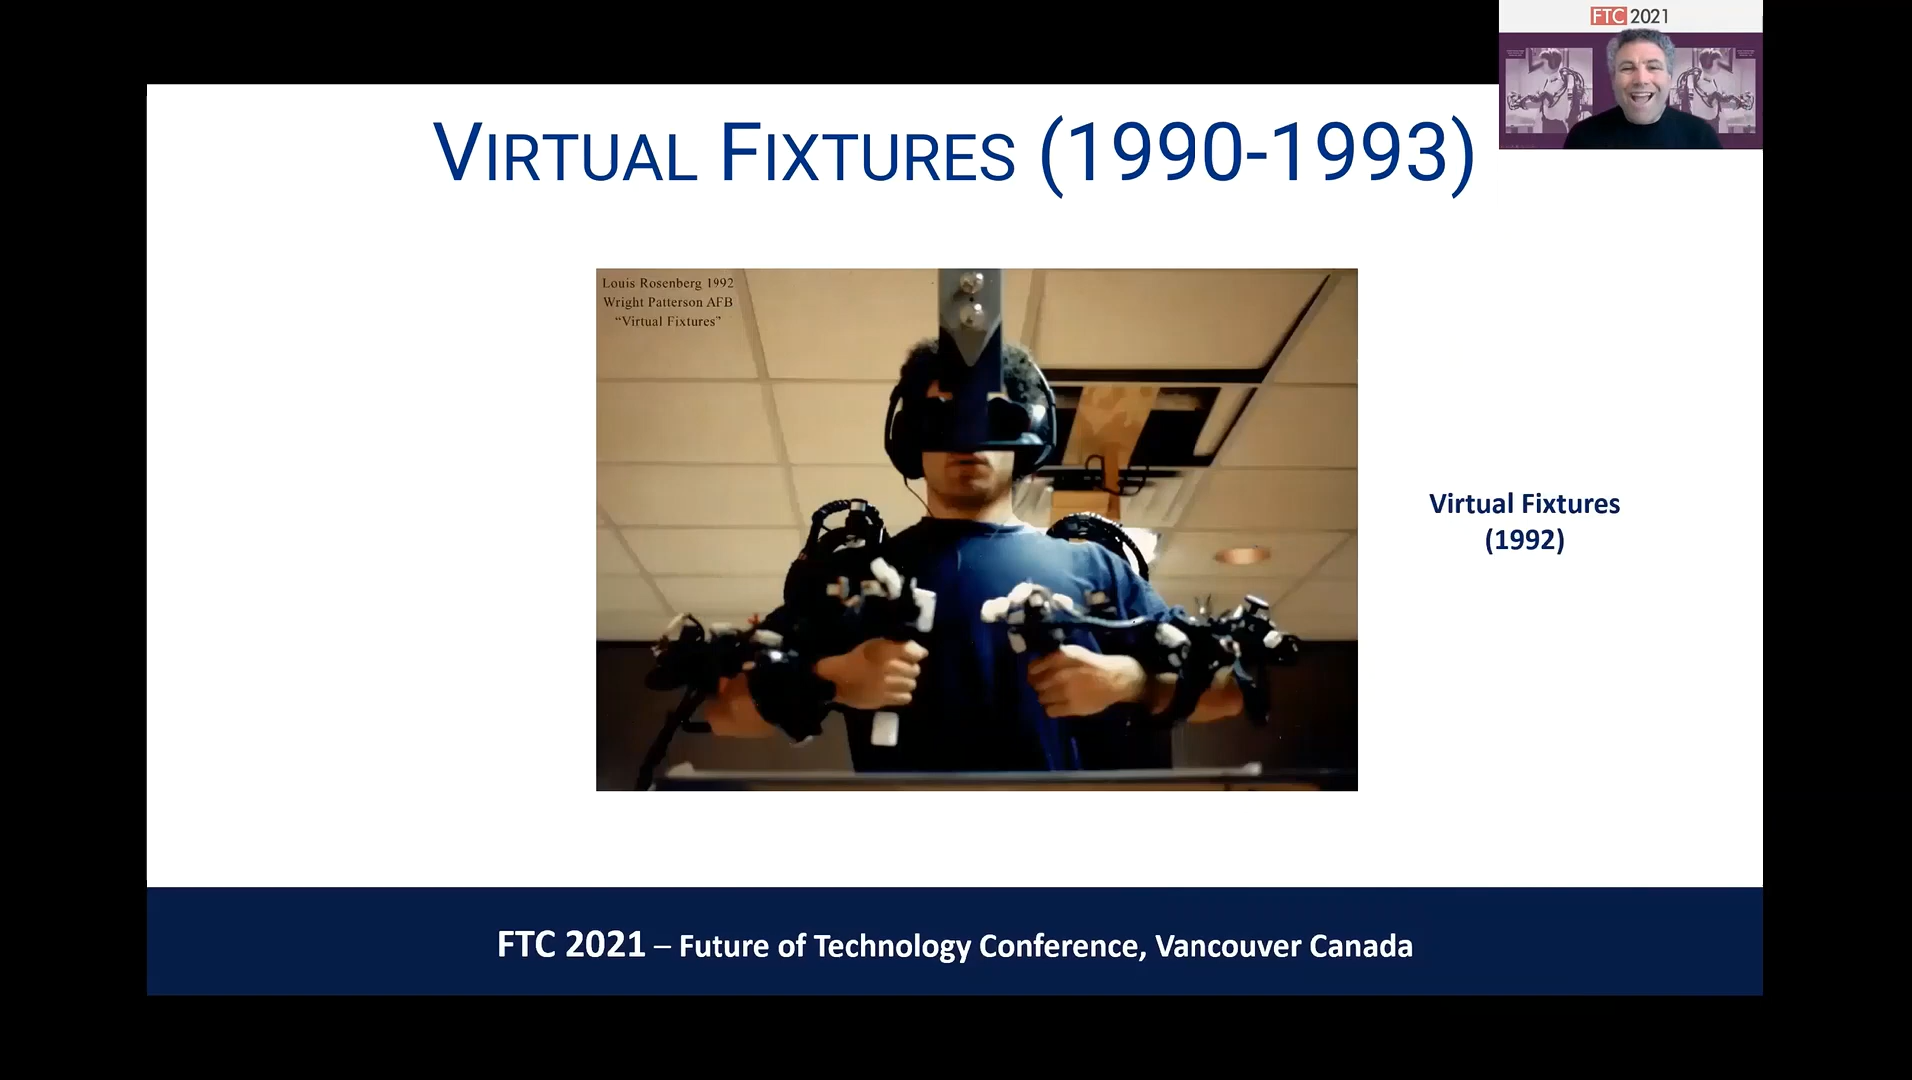 FTC 2021
VIRTUAL FIXTURES (1990-1993)
Louis Rosenberg 1992
Wright Patterson AFB
“Virtual Fixtures”
Virtual Fixtures
(1992)
FTC 2021 – Future of Technology Conference, Vancouver Canada